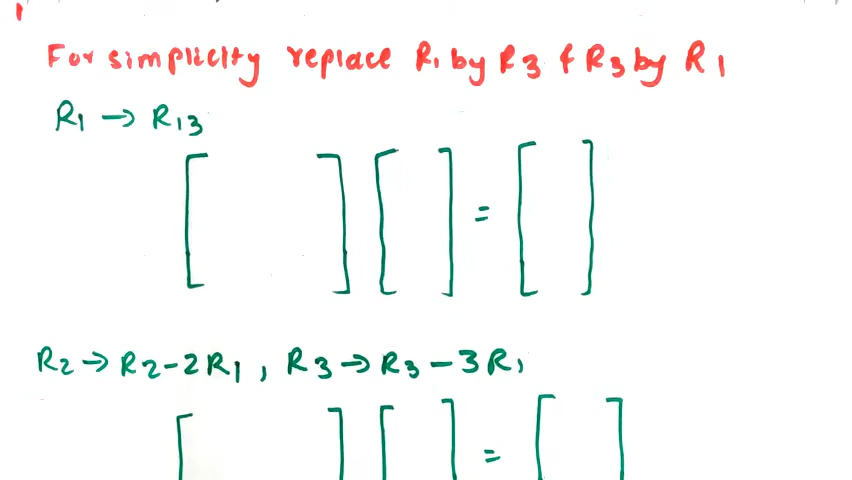 For simplicity replace R1 by R3 & R3 by R1
R1 → R13
[ ] [ ] = [ ]
R2 → R2 - 2R1 , R3 → R3 - 3R1
[ ] [ ] = [ ]